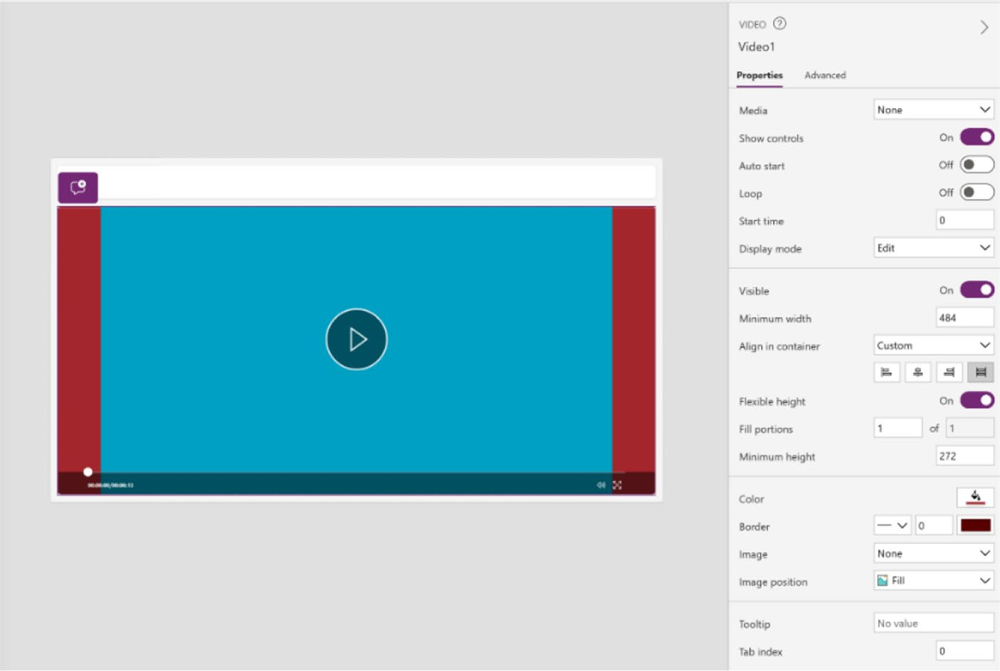 VIDEO ?
Video1
Properties Advanced
Media None
Show controls On
Auto start Off
Loop Off
Start time 0
Display mode Edit
Visible On
Minimum width 484
Align in container Custom
Flexible height On
Fill portions 1 of 1
Minimum height 272
Color
Border 0
Image None
Image position Fill
Tooltip No value
Tab index 0
00:00:00/00:00:13